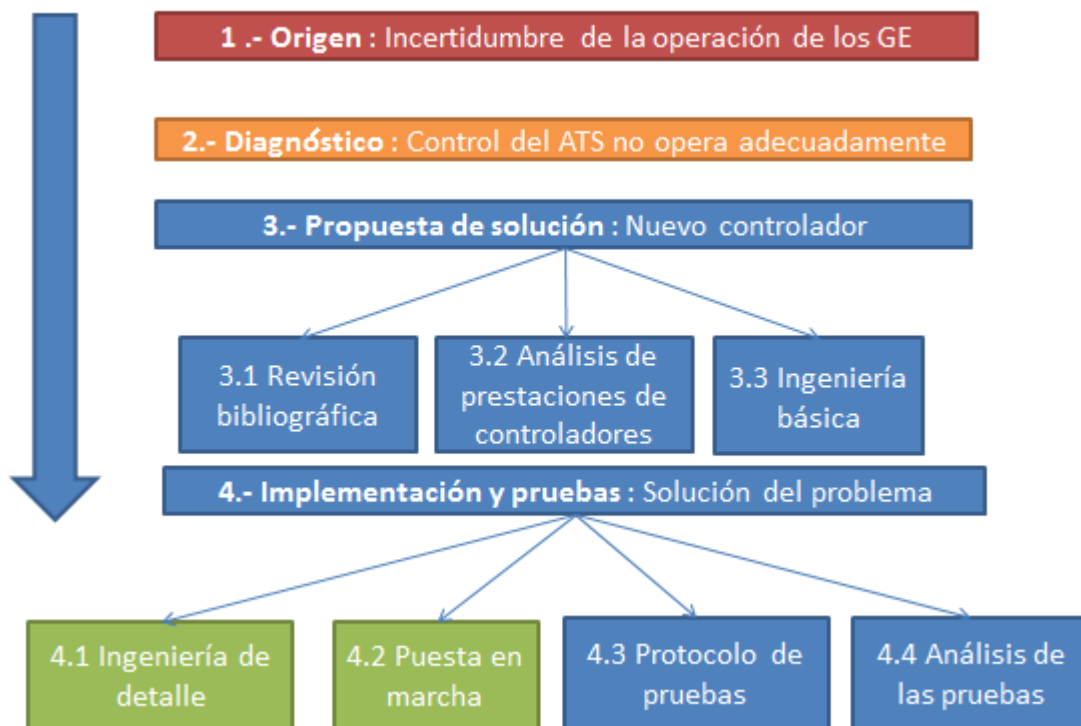 1 .- Origen : Incertidumbre de la operación de los GE
2.- Diagnóstico : Control del ATS no opera adecuadamente
3.- Propuesta de solución : Nuevo controlador
3.1 Revisión
bibliográfica
3.2 Análisis de
prestaciones de
controladores
3.3 Ingeniería
básica
4.- Implementación y pruebas : Solución del problema
4.1 Ingeniería de
detalle
4.2 Puesta en
marcha
4.3 Protocolo de
pruebas
4.4 Análisis de
las pruebas